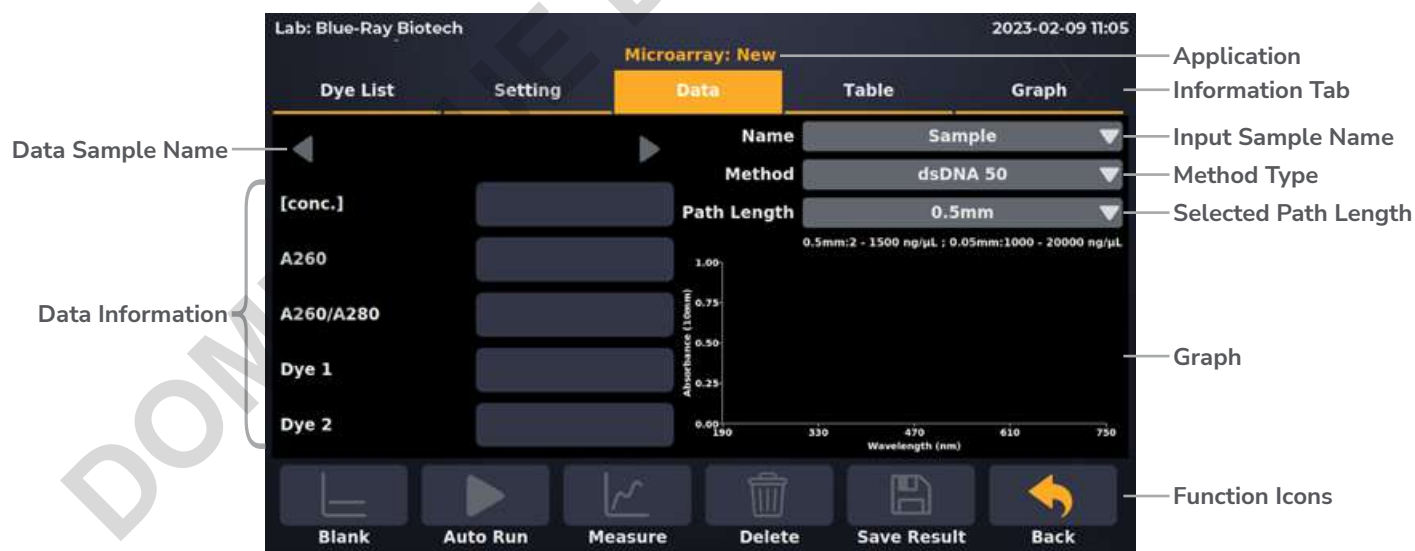 Lab: Blue-Ray Biotech
2023-02-09 11:05
Microarray: New
Application
Dye List
Setting
Data
Table
Graph
Information Tab
Data Sample Name
Name
Sample
Input Sample Name
Method
dsDNA 50
Method Type
[conc.]
Path Length
0.5mm
Selected Path Length
0.5mm:2 - 1500 ng/µL ; 0.05mm:1000 - 20000 ng/µL
A260
Data Information
A260/A280
Dye 1
Dye 2
1.00
0.75
0.50
0.25
0.00
Absorbance (10mm)
190
330
470
610
750
Wavelength (nm)
Graph
Function Icons
Blank
Auto Run
Measure
Delete
Save Result
Back